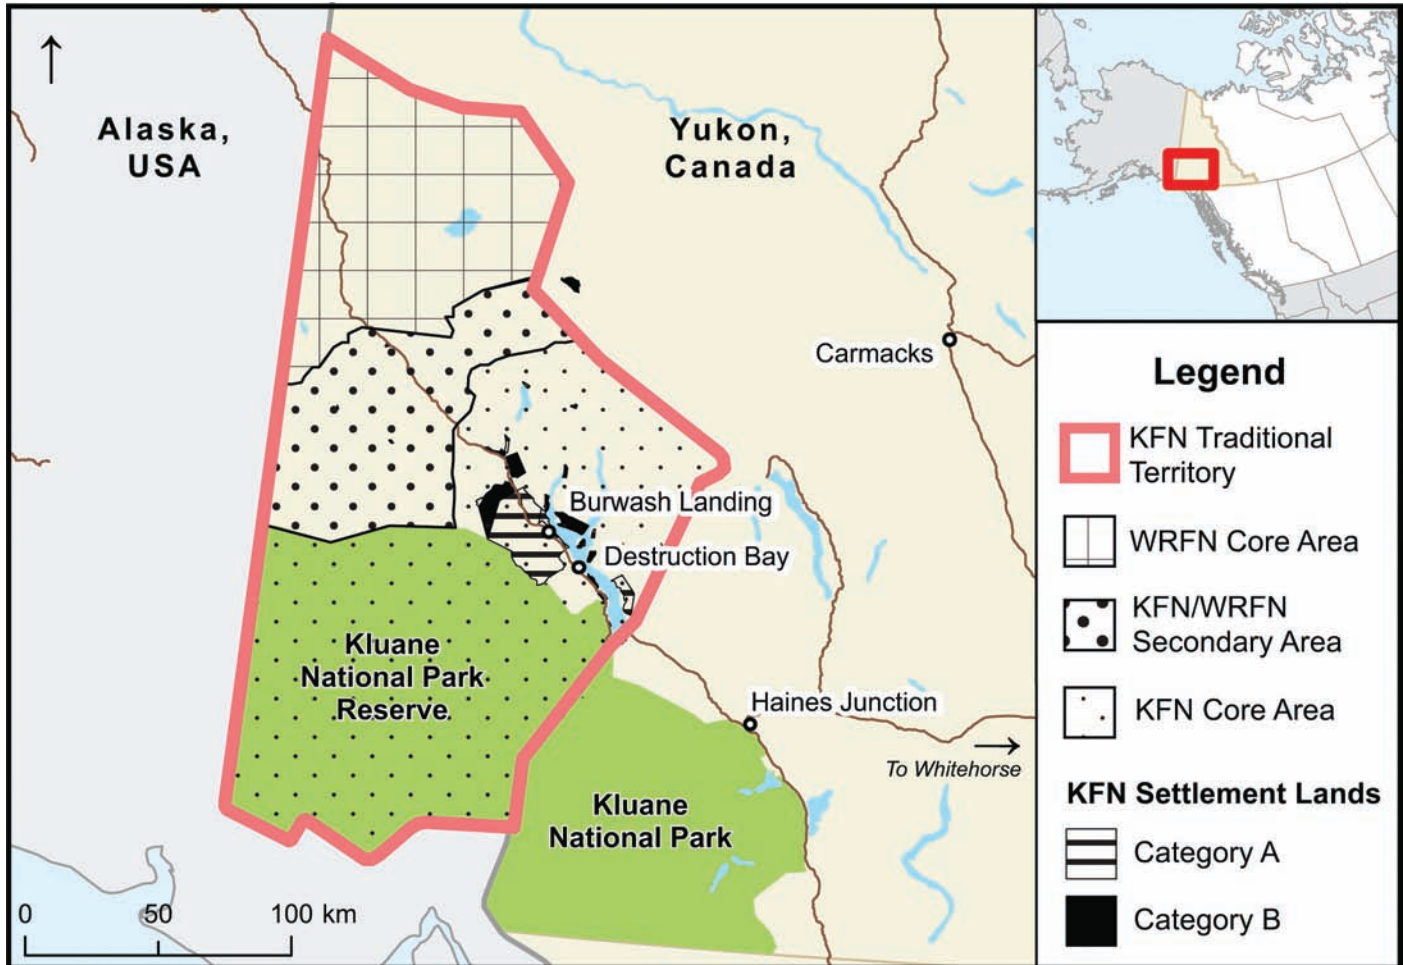 Alaska,
USA
Yukon,
Canada
Carmacks
Burwash Landing
Destruction Bay
Kluane
National Park
Reserve
Haines Junction
To Whitehorse
Kluane
National Park
0 50 100 km
Legend
KFN Traditional
Territory
WRFN Core Area
KFN/WRFN
Secondary Area
KFN Core Area
KFN Settlement Lands
Category A
Category B